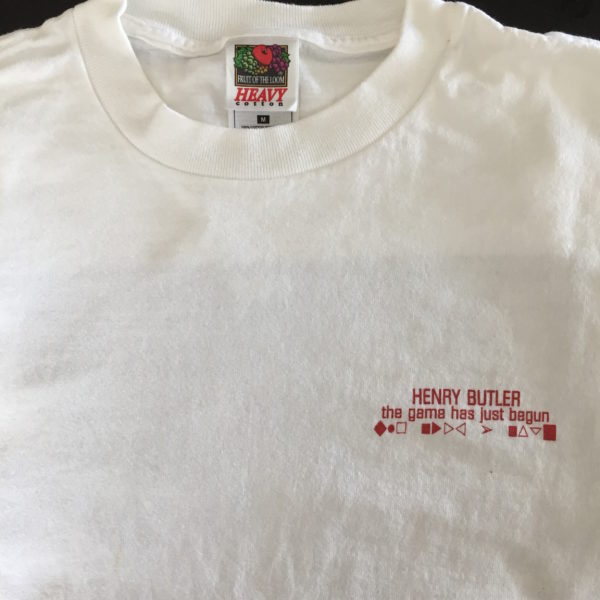 FRUIT OF THE LOOM
HEAVY
cotton
M
HENRY BUTLER
the game has just begun